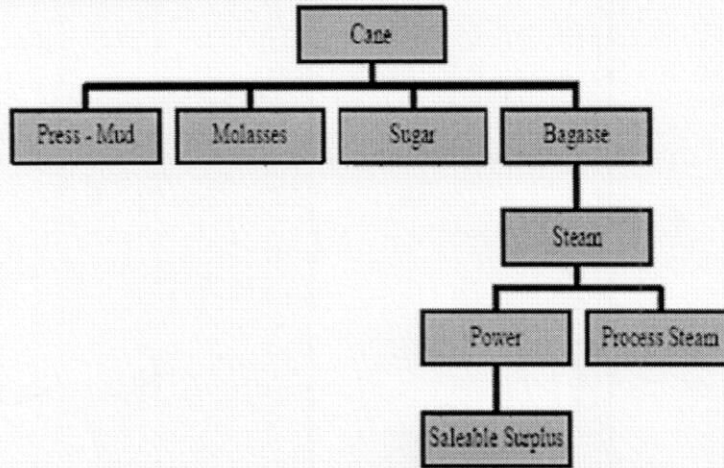 Cane
Press - Mud
Molasses
Sugar
Bagasse
Steam
Power
Process Steam
Saleable Surplus